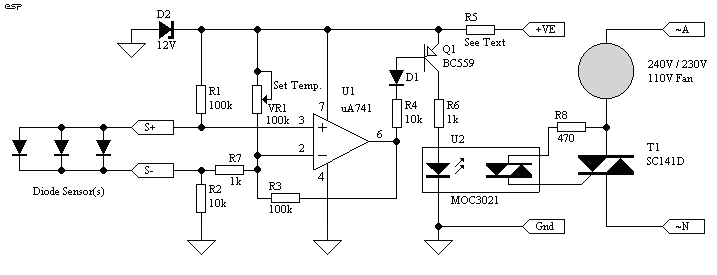 ESP
D2
12V
R5
See Text
+VE
~A
Q1
BC559
240V / 230V
110V Fan
D1
Set Temp.
U1
uA741
R1
100k
VR1
100k
R4
10k
R6
1k
R8
470
T1
SC141D
S+
3
7
6
2
4
U2
MOC3021
S-
R7
1k
R3
100k
R2
10k
Diode Sensor(s)
Gnd
~N